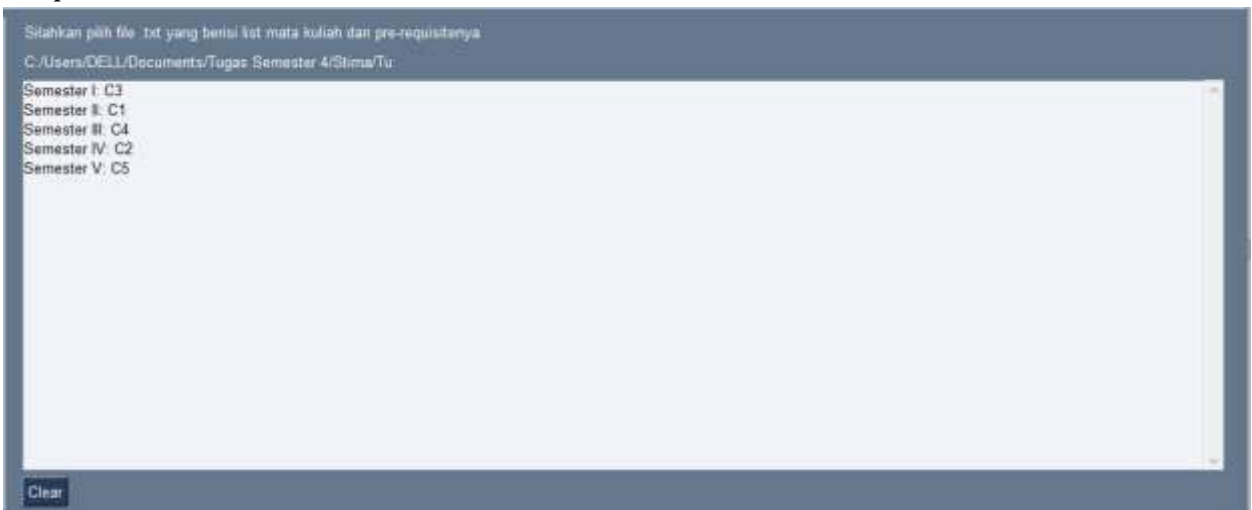 Silahkan pilih file .txt yang berisi list mata kuliah dan pre-requisitenya
C:/Users/DELL/Documents/Tugas Semester 4/Stima/Tu
Semester I: C3
Semester II: C1
Semester III: C4
Semester IV: C2
Semester V: C5
Clear